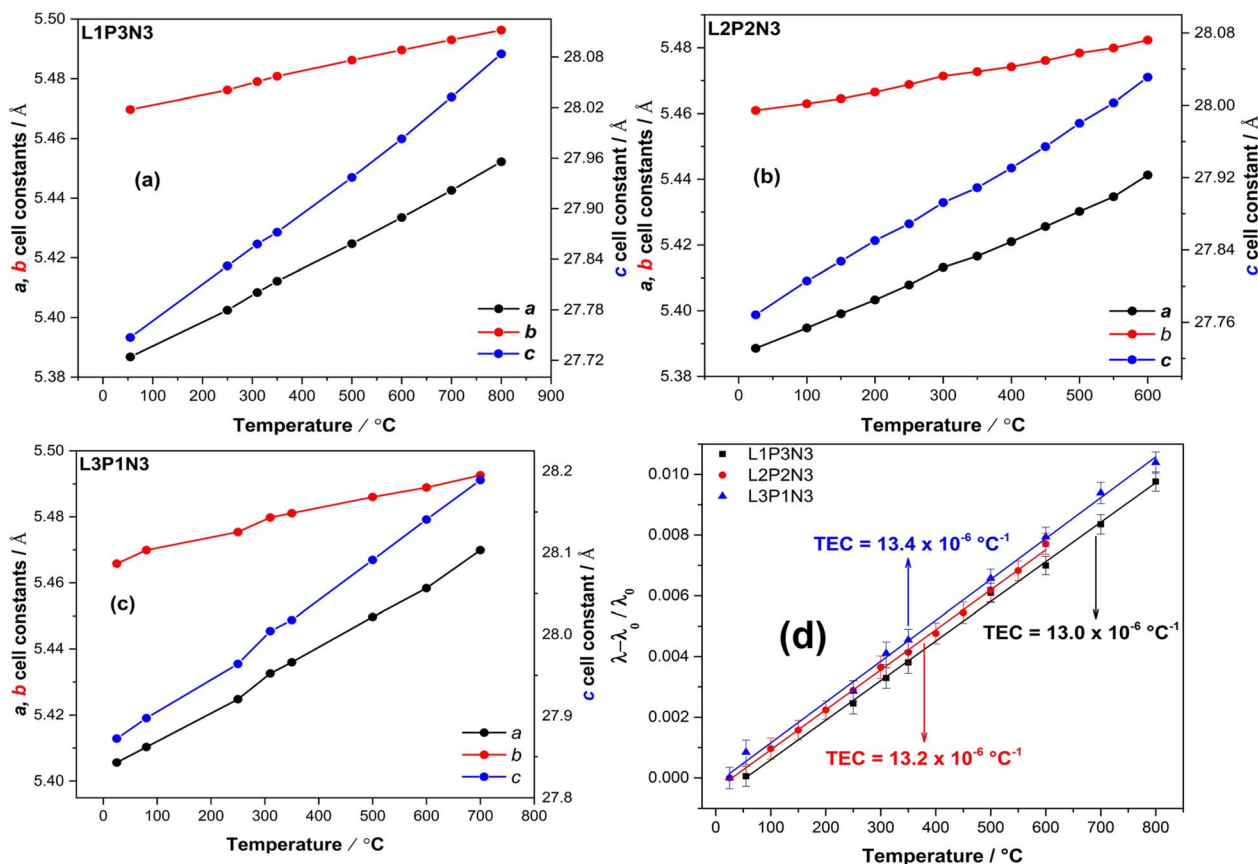 L1P3N3
5.50
5.49
5.48
5.46
5.45
5.44
5.42
5.41
5.40
5.38
a, b cell constants / Å
(a)
28.08
28.02
27.96
27.90
27.84
27.78
27.72
c cell constant / Å
a
b
c
0 100 200 300 400 500 600 700 800 900
Temperature / °C
L2P2N3
5.48
5.46
5.44
5.42
5.40
5.38
a, b cell constants / Å
(b)
28.08
28.00
27.92
27.84
27.76
c cell constant / Å
a
b
c
0 100 200 300 400 500 600
Temperature / °C
L3P1N3
5.50
5.48
5.46
5.44
5.42
5.40
a, b cell constants / Å
(c)
28.2
28.1
28.0
27.9
27.8
c cell constant / Å
a
b
c
0 100 200 300 400 500 600 700 800
Temperature / °C
L1P3N3
L2P2N3
L3P1N3
0.010
0.008
0.006
0.004
0.002
0.000
λ−λ₀ / λ₀
TEC = 13.4 x 10⁻⁶ °C⁻¹
(d)
TEC = 13.0 x 10⁻⁶ °C⁻¹
TEC = 13.2 x 10⁻⁶ °C⁻¹
0 100 200 300 400 500 600 700 800
Temperature / °C